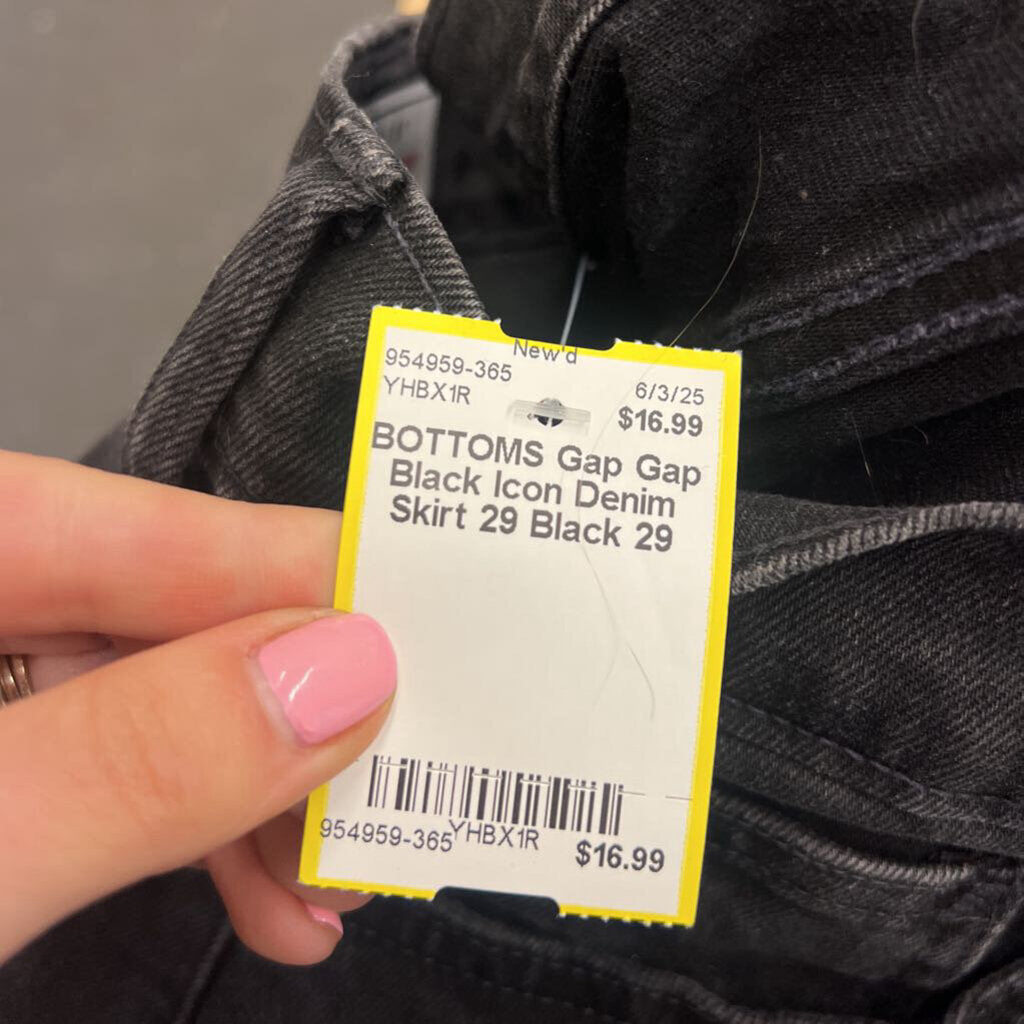 New'd
954959-365
6/3/25
YHBX1R
$16.99
BOTTOMS Gap Gap
Black Icon Denim
Skirt 29 Black 29
954959-365
YHBX1R
$16.99